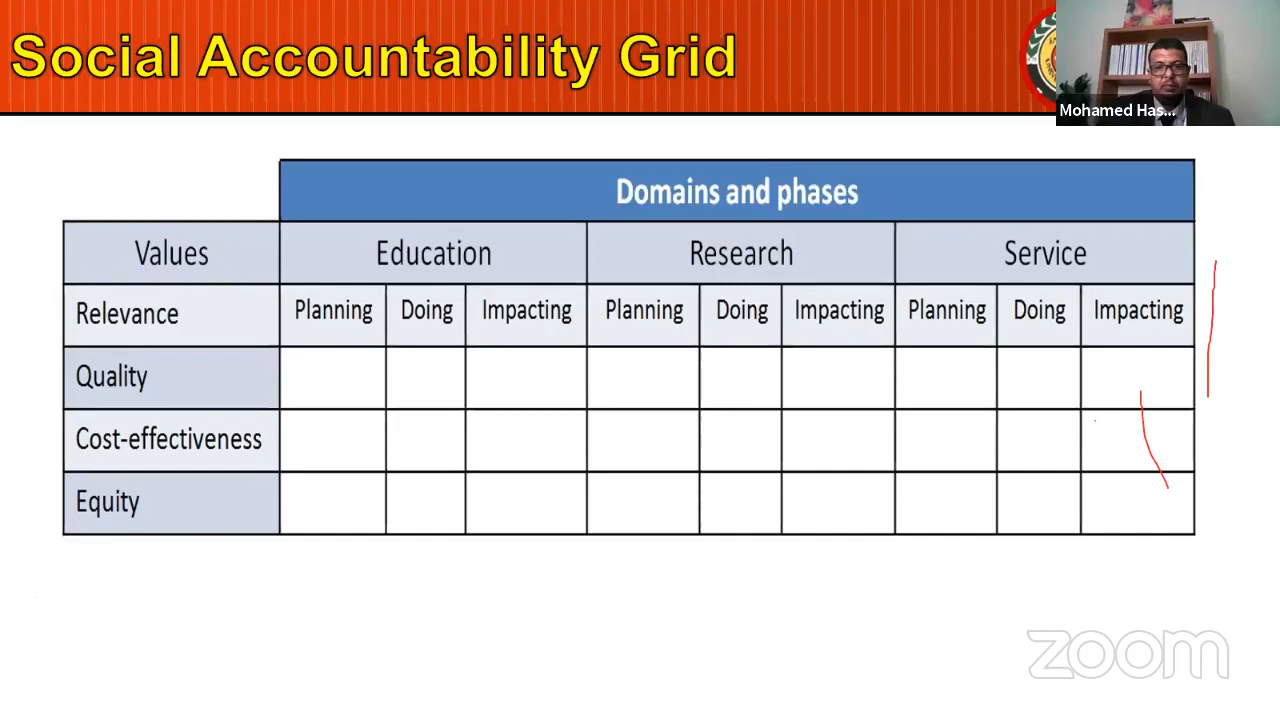 Social Accountability Grid
Mohamed Has...
Domains and phases
Values Education Research Service
Relevance Planning Doing Impacting Planning Doing Impacting Planning Doing Impacting
Quality
Cost-effectiveness
Equity
zoom